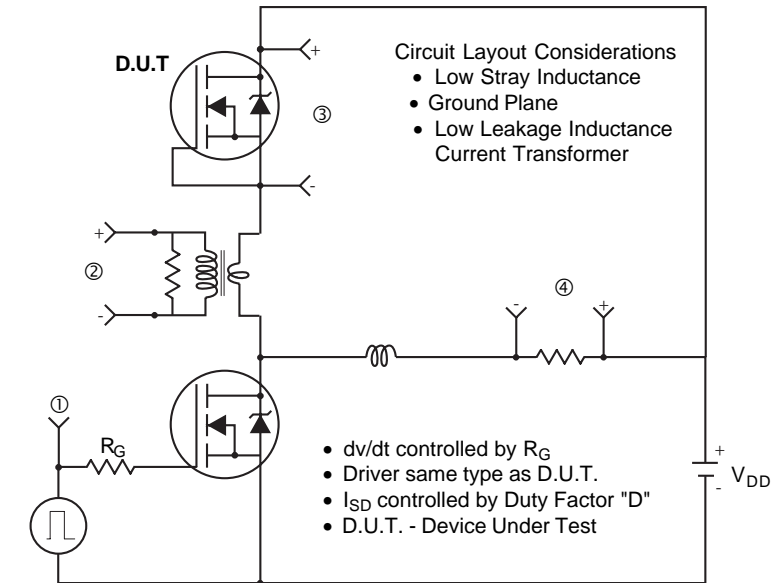 D.U.T
+
Circuit Layout Considerations
• Low Stray Inductance
• Ground Plane
• Low Leakage Inductance
Current Transformer
③
-
+
②
-
④
- +
①
R_G
+
V_DD
-
• dv/dt controlled by R_G
• Driver same type as D.U.T.
• I_SD controlled by Duty Factor "D"
• D.U.T. - Device Under Test